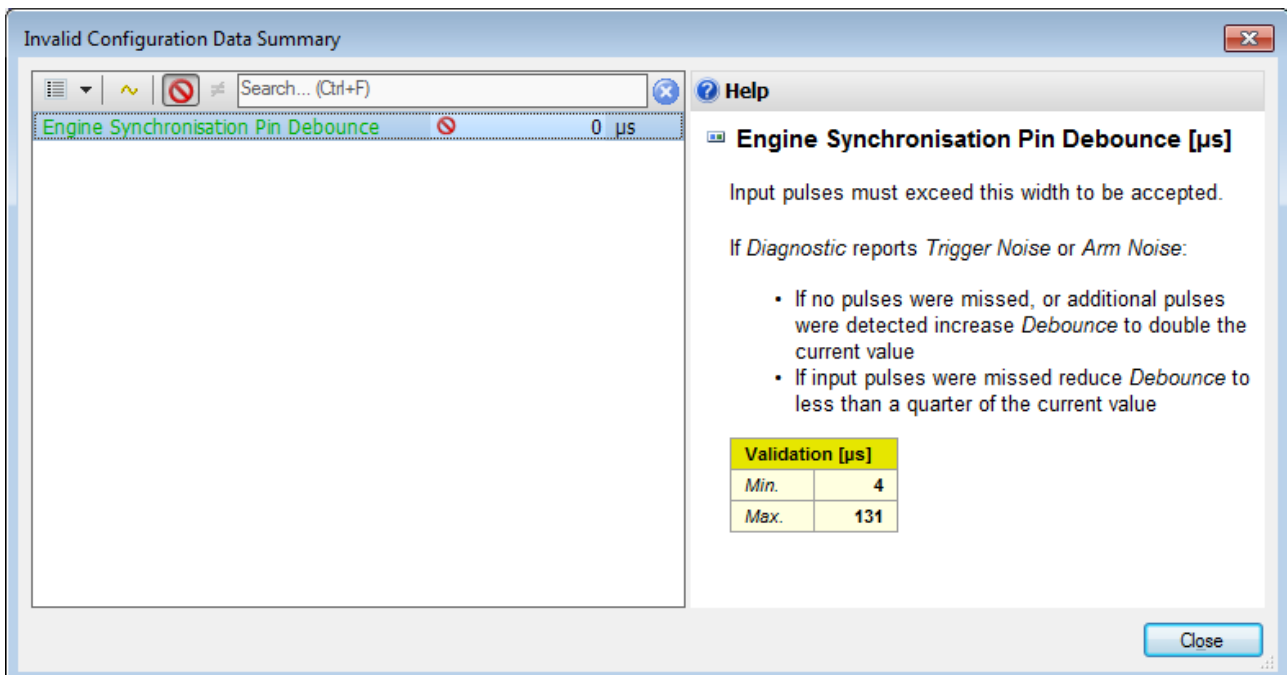 Invalid Configuration Data Summary
Search... (Ctrl+F)
Help
Engine Synchronisation Pin Debounce 0 µs
Engine Synchronisation Pin Debounce [µs]
Input pulses must exceed this width to be accepted.
If Diagnostic reports Trigger Noise or Arm Noise:
• If no pulses were missed, or additional pulses
were detected increase Debounce to double the
current value
• If input pulses were missed reduce Debounce to
less than a quarter of the current value
Validation [µs]
Min. 4
Max. 131
Close